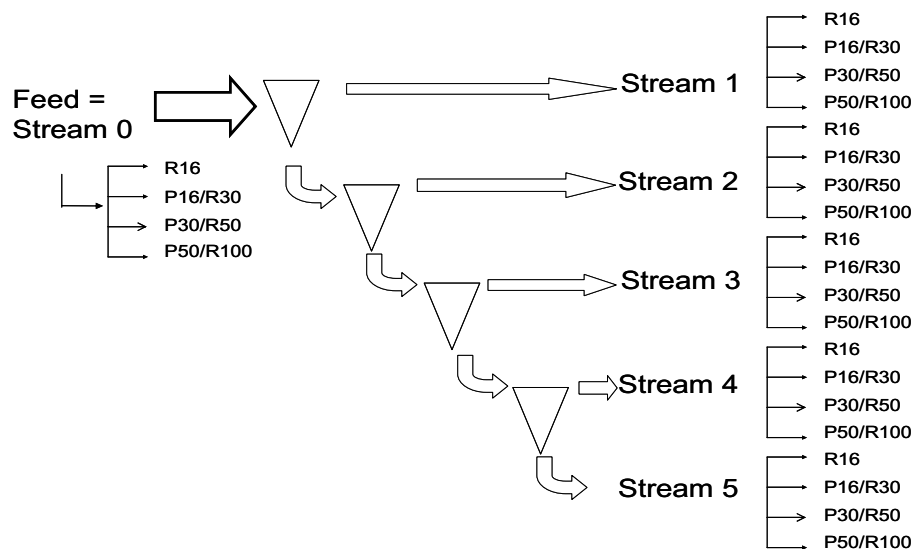 Feed =
Stream 0
R16
P16/R30
P30/R50
P50/R100
Stream 1
R16
P16/R30
P30/R50
P50/R100
Stream 2
R16
P16/R30
P30/R50
P50/R100
Stream 3
R16
P16/R30
P30/R50
P50/R100
Stream 4
R16
P16/R30
P30/R50
P50/R100
Stream 5
R16
P16/R30
P30/R50
P50/R100